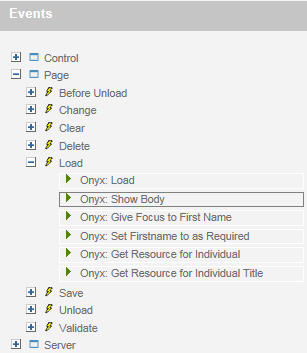 Events
Control
Page
Before Unload
Change
Clear
Delete
Load
Onyx: Load
Onyx: Show Body
Onyx: Give Focus to First Name
Onyx: Set Firstname to as Required
Onyx: Get Resource for Individual
Onyx: Get Resource for Individual Title
Save
Unload
Validate
Server